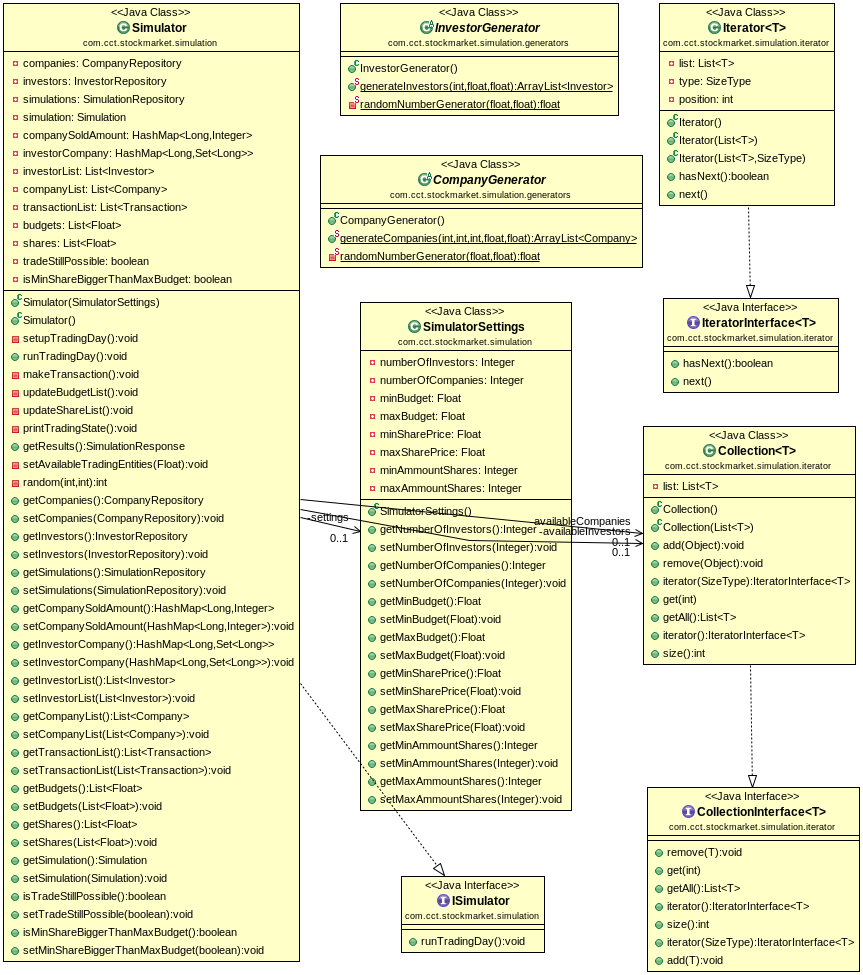 <<Java Class>>
Simulator
com.cct.stockmarket.simulation
companies: CompanyRepository
investors: InvestorRepository
simulations: SimulationRepository
simulation: Simulation
companySoldAmount: HashMap<Long,Integer>
investorCompany: HashMap<Long,Set<Long>>
investorList: List<Investor>
companyList: List<Company>
transactionList: List<Transaction>
budgets: List<Float>
shares: List<Float>
tradeStillPossible: boolean
isMinShareBiggerThanMaxBudget: boolean
Simulator(SimulatorSettings)
Simulator()
setupTradingDay():void
runTradingDay():void
makeTransaction():void
updateBudgetList():void
updateShareList():void
printTradingState():void
getResults():SimulationResponse
setAvailableTradingEntities(Float):void
random(int,int):int
getCompanies():CompanyRepository
setCompanies(CompanyRepository):void
getInvestors():InvestorRepository
setInvestors(InvestorRepository):void
getSimulations():SimulationRepository
setSimulations(SimulationRepository):void
getCompanySoldAmount():HashMap<Long,Integer>
setCompanySoldAmount(HashMap<Long,Integer>):void
getInvestorCompany():HashMap<Long,Set<Long>>
setInvestorCompany(HashMap<Long,Set<Long>>):void
getInvestorList():List<Investor>
setInvestorList(List<Investor>):void
getCompanyList():List<Company>
setCompanyList(List<Company>):void
getTransactionList():List<Transaction>
setTransactionList(List<Transaction>):void
getBudgets():List<Float>
setBudgets(List<Float>):void
getShares():List<Float>
setShares(List<Float>):void
getSimulation():Simulation
setSimulation(Simulation):void
isTradeStillPossible():boolean
setTradeStillPossible(boolean):void
isMinShareBiggerThanMaxBudget():boolean
setMinShareBiggerThanMaxBudget(boolean):void
<<Java Class>>
InvestorGenerator
com.cct.stockmarket.simulation.generators
InvestorGenerator()
generateInvestors(int,float,float):ArrayList<Investor>
randomNumberGenerator(float,float):float
<<Java Class>>
CompanyGenerator
com.cct.stockmarket.simulation.generators
CompanyGenerator()
generateCompanies(int,int,int,float,float):ArrayList<Company>
randomNumberGenerator(float,float):float
<<Java Class>>
SimulatorSettings
com.cct.stockmarket.simulation
numberOfInvestors: Integer
numberOfCompanies: Integer
minBudget: Float
maxBudget: Float
minSharePrice: Float
maxSharePrice: Float
minAmmountShares: Integer
maxAmmountShares: Integer
SimulatorSettings()
getNumberOfInvestors():Integer
setNumberOfInvestors(Integer):void
getNumberOfCompanies():Integer
setNumberOfCompanies(Integer):void
getMinBudget():Float
setMinBudget(Float):void
getMaxBudget():Float
setMaxBudget(Float):void
getMinSharePrice():Float
setMinSharePrice(Float):void
getMaxSharePrice():Float
setMaxSharePrice(Float):void
getMinAmmountShares():Integer
setMinAmmountShares(Integer):void
getMaxAmmountShares():Integer
setMaxAmmountShares(Integer):void
-settings
0..1
availableCompanies
-availableInvestors
0..1
0..1
<<Java Interface>>
ISimulator
com.cct.stockmarket.simulation
runTradingDay():void
<<Java Class>>
Iterator<T>
com.cct.stockmarket.simulation.iterator
list: List<T>
type: SizeType
position: int
Iterator()
Iterator(List<T>)
Iterator(List<T>,SizeType)
hasNext():boolean
next()
<<Java Interface>>
IteratorInterface<T>
com.cct.stockmarket.simulation.iterator
hasNext():boolean
next()
<<Java Class>>
Collection<T>
com.cct.stockmarket.simulation.iterator
list: List<T>
Collection()
Collection(List<T>)
add(Object):void
remove(Object):void
iterator(SizeType):IteratorInterface<T>
get(int)
getAll():List<T>
iterator():IteratorInterface<T>
size():int
<<Java Interface>>
CollectionInterface<T>
com.cct.stockmarket.simulation.iterator
remove(T):void
get(int)
getAll():List<T>
iterator():IteratorInterface<T>
size():int
iterator(SizeType):IteratorInterface<T>
add(T):void